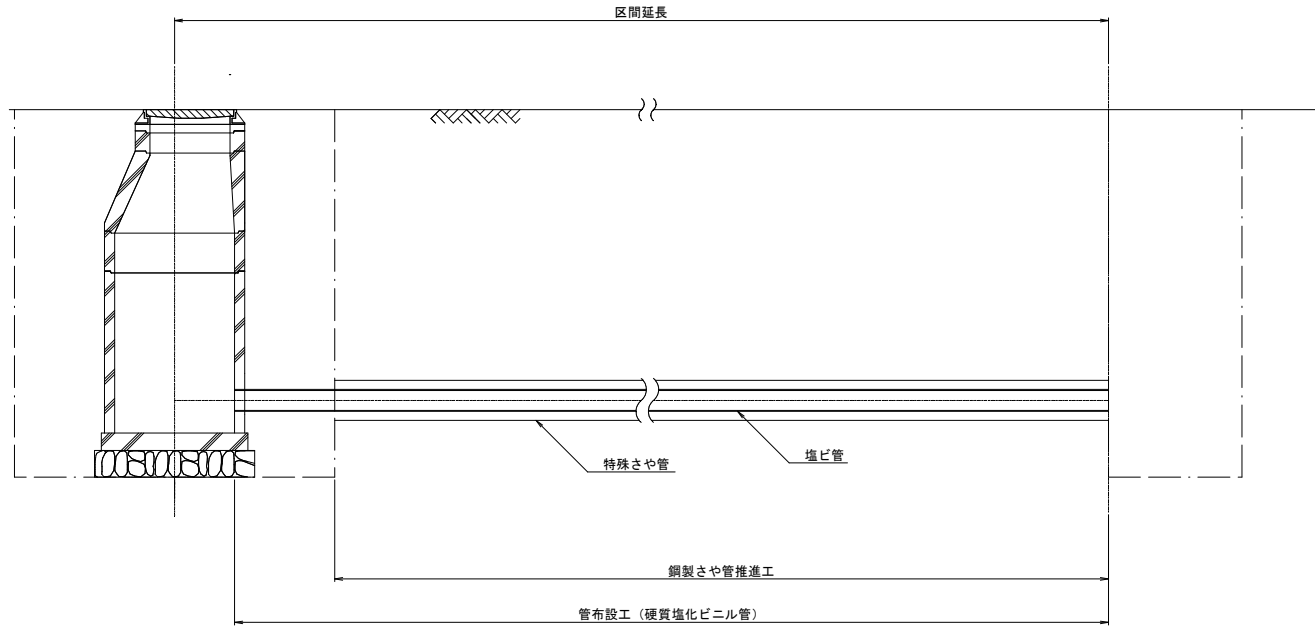 区間延長
特殊さや管
塩ビ管
鋼製さや管推進工
管布設工（硬質塩化ビニル管）